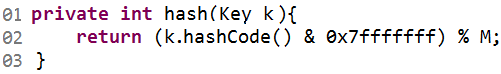 01 private int hash(Key k){
02     return (k.hashCode() & 0x7fffffff) % M;
03 }